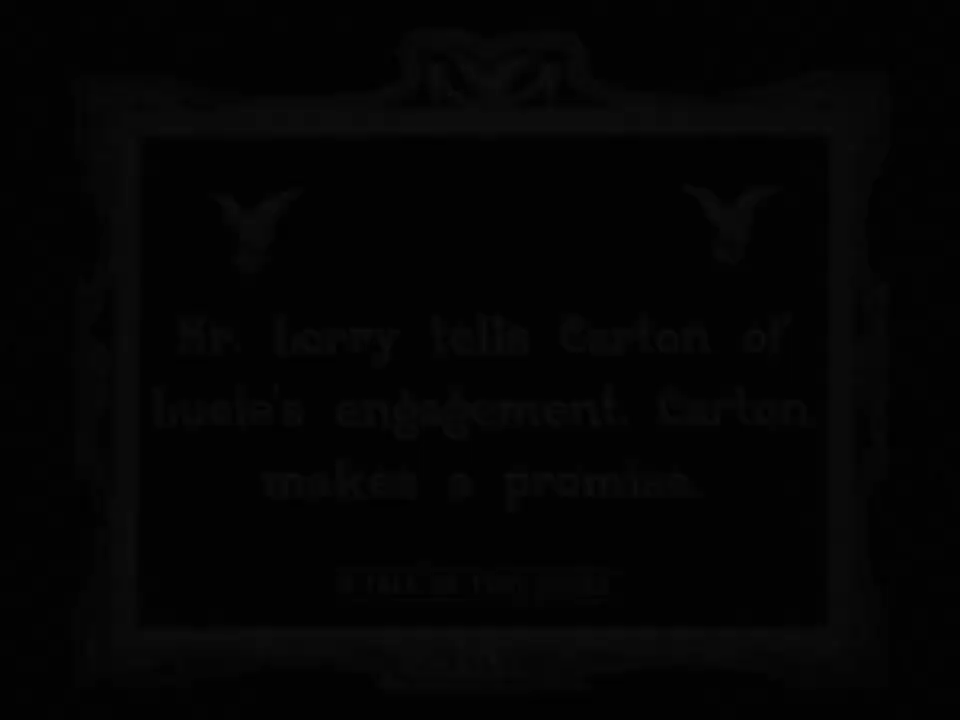 Mr. Lorry tells Carton of
Lucie's engagement. Carton
makes a promise.
A TALE OF TWO CITIES